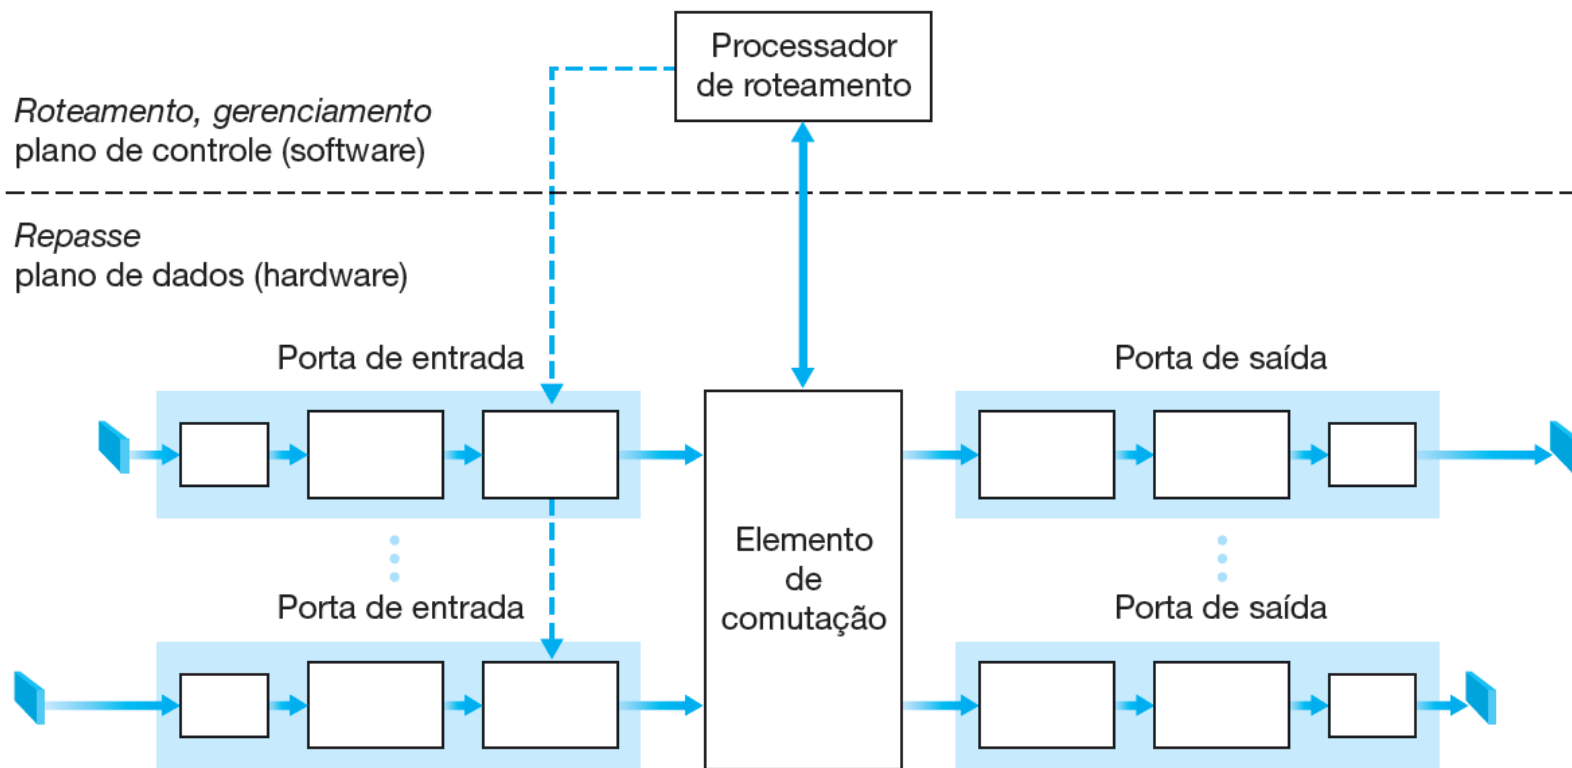 Processador
de roteamento
Roteamento, gerenciamento
plano de controle (software)
Repasse
plano de dados (hardware)
Porta de entrada
Porta de saída
Elemento
de
comutação
Porta de entrada
Porta de saída